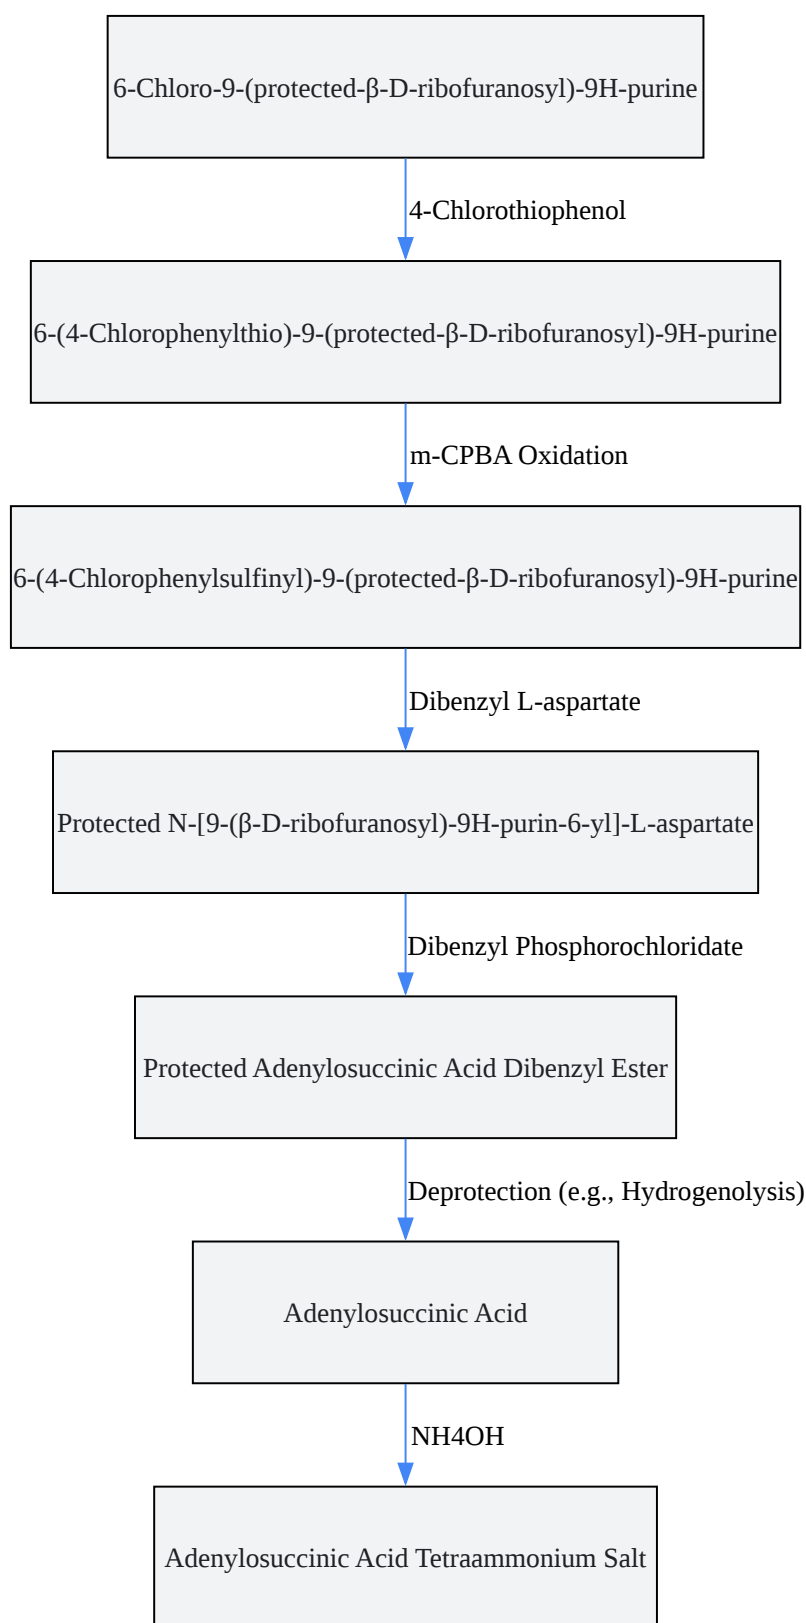 6-Chloro-9-(protected-β-D-ribofuranosyl)-9H-purine
4-Chlorothiophenol
6-(4-Chlorophenylthio)-9-(protected-β-D-ribofuranosyl)-9H-purine
m-CPBA Oxidation
6-(4-Chlorophenylsulfinyl)-9-(protected-β-D-ribofuranosyl)-9H-purine
Dibenzyl L-aspartate
Protected N-[9-(β-D-ribofuranosyl)-9H-purin-6-yl]-L-aspartate
Dibenzyl Phosphorochloridate
Protected Adenylosuccinic Acid Dibenzyl Ester
Deprotection (e.g., Hydrogenolysis)
Adenylosuccinic Acid
NH4OH
Adenylosuccinic Acid Tetraammonium Salt